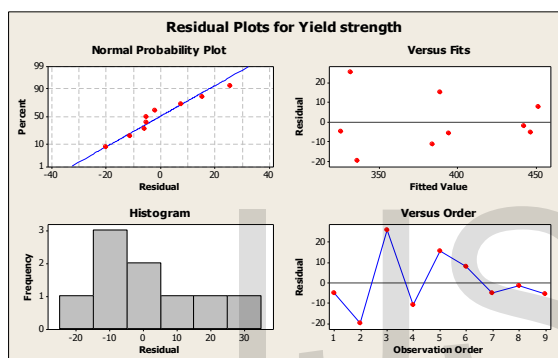 Residual Plots for Yield strength
Normal Probability Plot
99
90
50
10
1
Percent
-40 -20 0 20 40
Residual
Versus Fits
20
10
0
-10
-20
Residual
350 400 450
Fitted Value
Histogram
3
2
1
0
Frequency
-20 -10 0 10 20 30
Residual
Versus Order
20
10
0
-10
-20
Residual
1 2 3 4 5 6 7 8 9
Observation Order